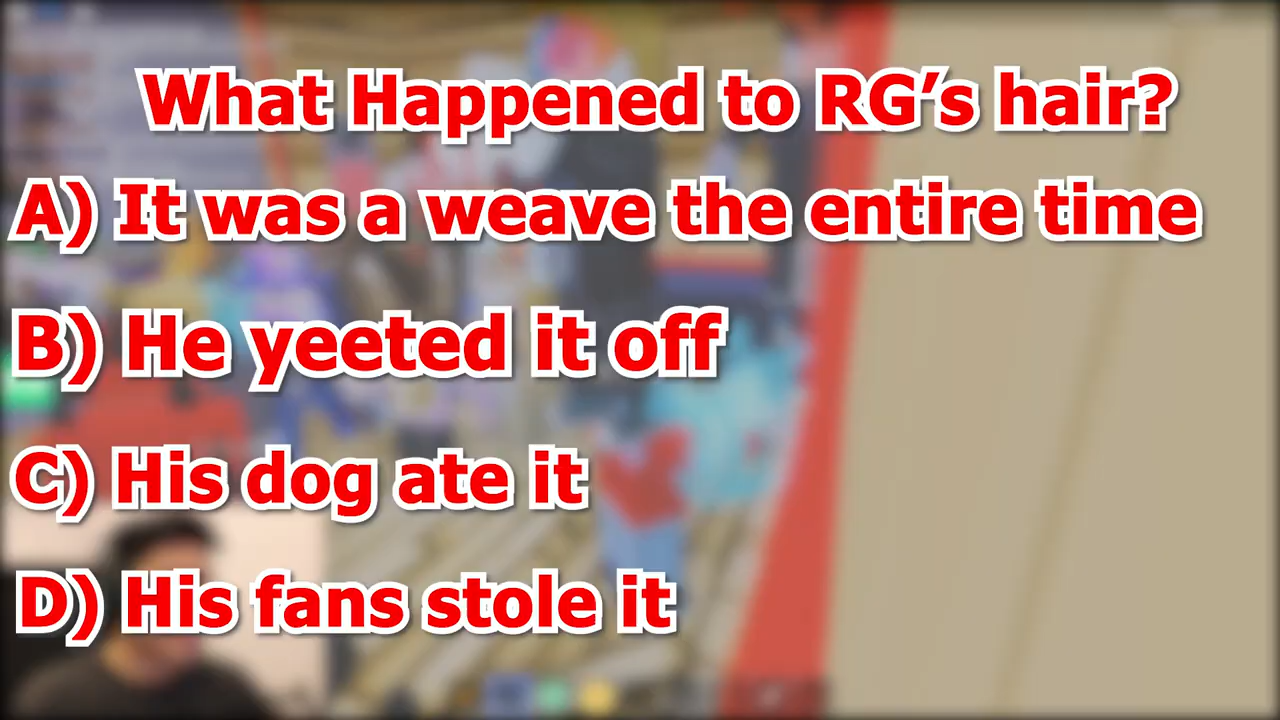 What Happened to RG’s hair?
A) It was a weave the entire time
B) He yeeted it off
C) His dog ate it
D) His fans stole it